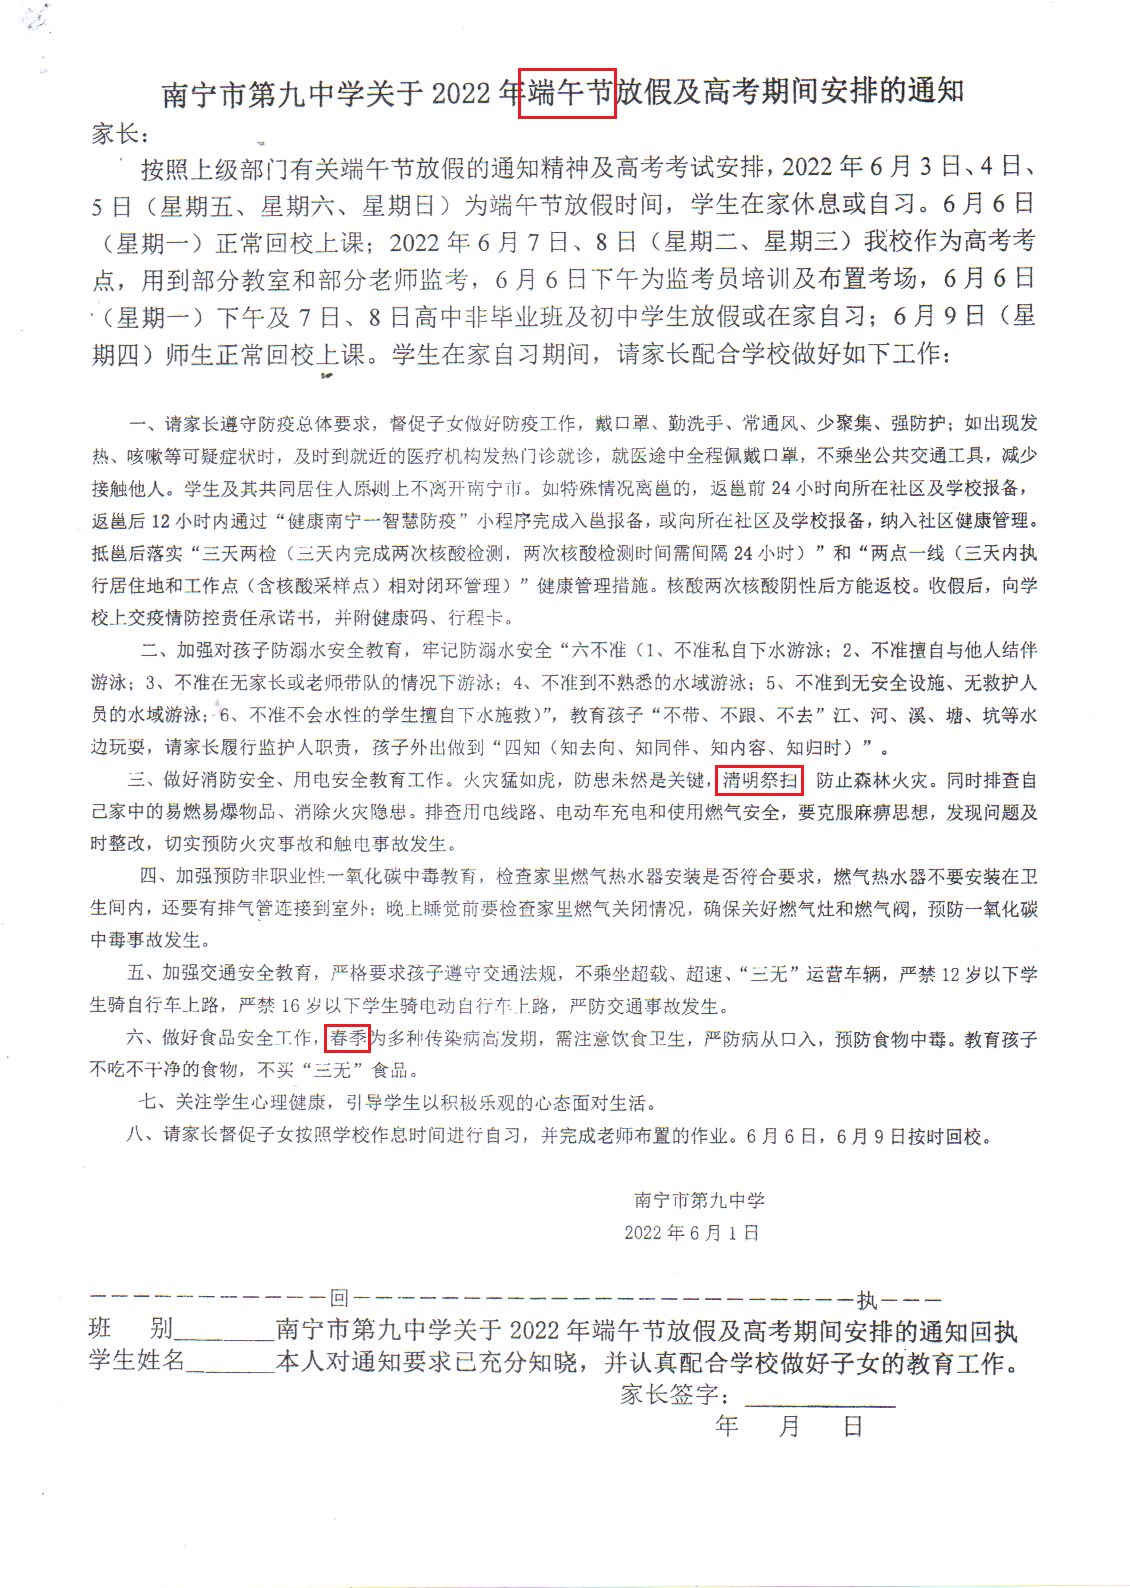 南宁市第九中学关于 2022 年端午节放假及高考期间安排的通知
家长：
按照上级部门有关端午节放假的通知精神及高考考试安排，2022 年 6 月 3 日、4 日、
5 日（星期五、星期六、星期日）为端午节放假时间，学生在家休息或自习。6 月 6 日
（星期一）正常回校上课；2022 年 6 月 7 日、8 日（星期二、星期三）我校作为高考考
点，用到部分教室和部分老师监考，6 月 6 日下午为监考员培训及布置考场，6 月 6 日
（星期一）下午及 7 日、8 日高中非毕业班及初中学生放假或在家自习；6 月 9 日（星
期四）师生正常回校上课。学生在家自习期间，请家长配合学校做好如下工作：
一、请家长遵守防疫总体要求，督促子女做好防疫工作，戴口罩、勤洗手、常通风、少聚集、强防护；如出现发
热、咳嗽等可疑症状时，及时到就近的医疗机构发热门诊就诊，就医途中全程佩戴口罩，不乘坐公共交通工具，减少
接触他人。学生及其共同居住人原则上不离开南宁市。如特殊情况离邕的，返邕前 24 小时向所在社区及学校报备，
返邕后 12 小时内通过“健康南宁一智慧防疫”小程序完成入邕报备，或向所在社区及学校报备，纳入社区健康管理。
抵邕后落实“三天两检（三天内完成两次核酸检测，两次核酸检测时间需间隔 24 小时）”和“两点一线（三天内执
行居住地和工作点（含核酸采样点）相对闭环管理）”健康管理措施。核酸两次核酸阴性后方能返校。收假后，向学
校上交疫情防控责任承诺书，并附健康码、行程卡。
二、加强对孩子防溺水安全教育，牢记防溺水安全“六不准（1、不准私自下水游泳；2、不准擅自与他人结伴
游泳；3、不准在无家长或老师带队的情况下游泳；4、不准到不熟悉的水域游泳；5、不准到无安全设施、无救护人
员的水域游泳；6、不准不会水性的学生擅自下水施救）”，教育孩子“不带、不跟、不去”江、河、溪、塘、坑等水
边玩耍，请家长履行监护人职责，孩子外出做到“四知（知去向、知同伴、知内容、知归时）”。
三、做好消防安全、用电安全教育工作。火灾猛如虎，防患未然是关键，清明祭扫，防止森林火灾。同时排查自
己家中的易燃易爆物品、消除火灾隐患。排查用电线路、电动车充电和使用燃气安全，要克服麻痹思想，发现问题及
时整改，切实预防火灾事故和触电事故发生。
四、加强预防非职业性一氧化碳中毒教育，检查家里燃气热水器安装是否符合要求，燃气热水器不要安装在卫
生间内，还要有排气管连接到室外；晚上睡觉前要检查家里燃气关闭情况，确保关好燃气灶和燃气阀，预防一氧化碳
中毒事故发生。
五、加强交通安全教育，严格要求孩子遵守交通法规，不乘坐超载、超速、“三无”运营车辆，严禁 12 岁以下学
生骑自行车上路，严禁 16 岁以下学生骑电动自行车上路，严防交通事故发生。
六、做好食品安全工作，春季为多种传染病高发期，需注意饮食卫生，严防病从口入，预防食物中毒。教育孩子
不吃不干净的食物，不买“三无”食品。
七、关注学生心理健康，引导学生以积极乐观的心态面对生活。
八、请家长督促子女按照学校作息时间进行自习，并完成老师布置的作业。6 月 6 日，6 月 9 日按时回校。
南宁市第九中学
2022 年 6 月 1 日
－－－－－－－－－－－－－－回－－－－－－－－－－－－－－－－－－－－－－－－－－－－执－－－
班 别________南宁市第九中学关于 2022 年端午节放假及高考期间安排的通知回执
学生姓名_______本人对通知要求已充分知晓，并认真配合学校做好子女的教育工作。
家长签字：____________
年 月 日